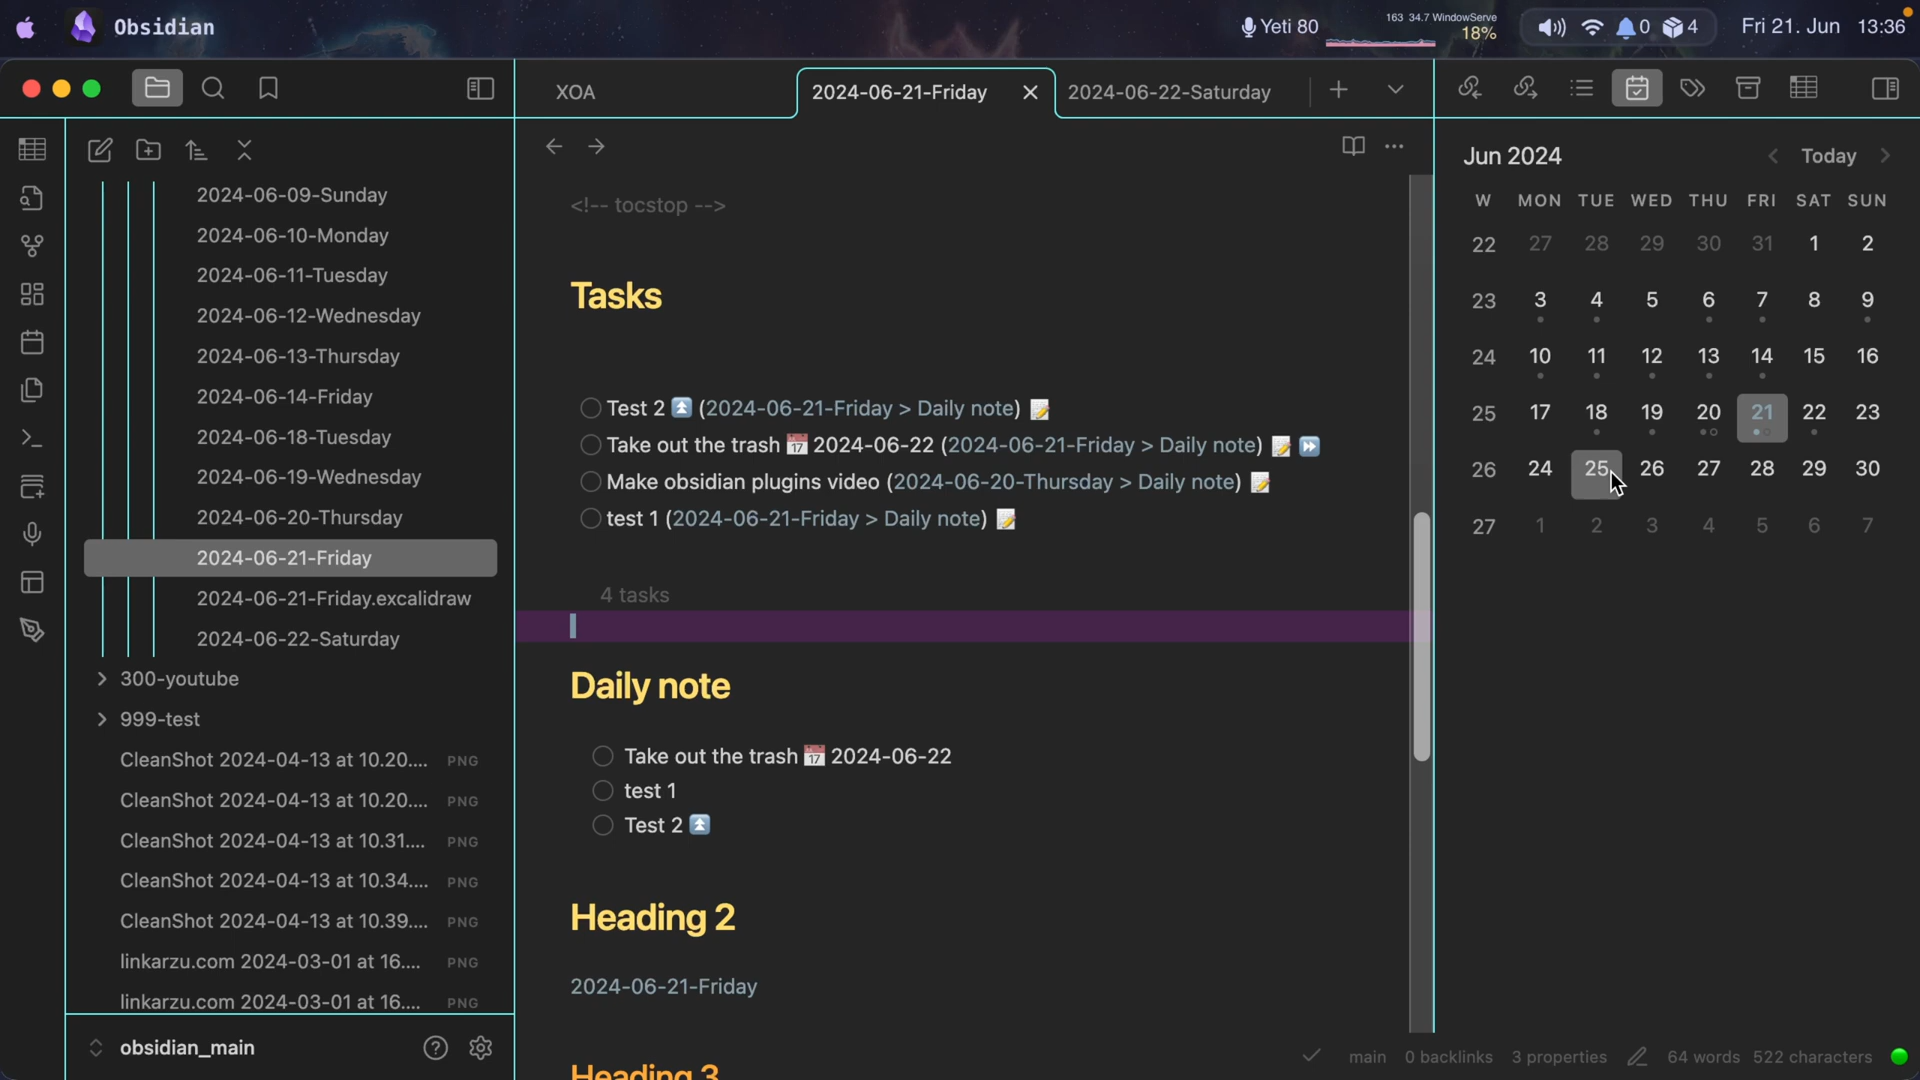 Obsidian
Yeti 80
163 34.7 WindowServe
18%
0
4
Fri 21. Jun 13:36
XOA
2024-06-21-Friday
2024-06-22-Saturday
2024-06-09-Sunday
2024-06-10-Monday
2024-06-11-Tuesday
2024-06-12-Wednesday
2024-06-13-Thursday
2024-06-14-Friday
2024-06-18-Tuesday
2024-06-19-Wednesday
2024-06-20-Thursday
2024-06-21-Friday
2024-06-21-Friday.excalidraw
2024-06-22-Saturday
300-youtube
999-test
CleanShot 2024-04-13 at 10.20.... PNG
CleanShot 2024-04-13 at 10.20.... PNG
CleanShot 2024-04-13 at 10.31.... PNG
CleanShot 2024-04-13 at 10.34.... PNG
CleanShot 2024-04-13 at 10.39.... PNG
linkarzu.com 2024-03-01 at 16.... PNG
linkarzu.com 2024-03-01 at 16.... PNG
obsidian_main
<!-- tocstop -->
Tasks
Test 2 ⏫ (2024-06-21-Friday > Daily note) 📝
Take out the trash 📅 2024-06-22 (2024-06-21-Friday > Daily note) 📝 ⏩
Make obsidian plugins video (2024-06-20-Thursday > Daily note) 📝
test 1 (2024-06-21-Friday > Daily note) 📝
4 tasks
Daily note
Take out the trash 📅 2024-06-22
test 1
Test 2 ⏫
Heading 2
2024-06-21-Friday
Heading 3
Jun 2024
Today
W MON TUE WED THU FRI SAT SUN
22 27 28 29 30 31 1 2
23 3 4 5 6 7 8 9
24 10 11 12 13 14 15 16
25 17 18 19 20 21 22 23
26 24 25 26 27 28 29 30
27 1 2 3 4 5 6 7
main 0 backlinks 3 properties 64 words 522 characters